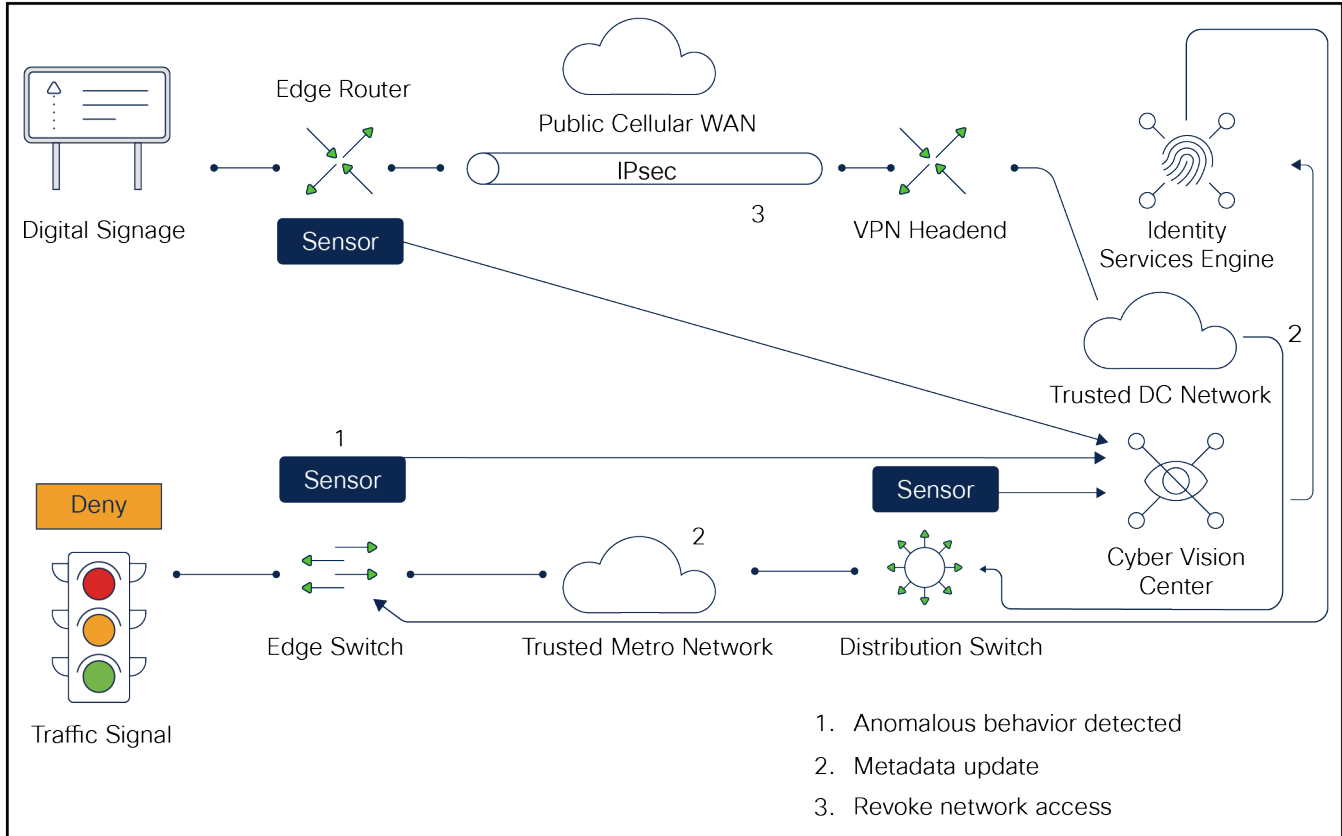 Edge Router
Public Cellular WAN
IPsec
3
Digital Signage
Sensor
VPN Headend
Identity
Services Engine
2
Trusted DC Network
1
Sensor
Sensor
Deny
2
Cyber Vision
Center
Edge Switch
Trusted Metro Network
Distribution Switch
Traffic Signal
1. Anomalous behavior detected
2. Metadata update
3. Revoke network access